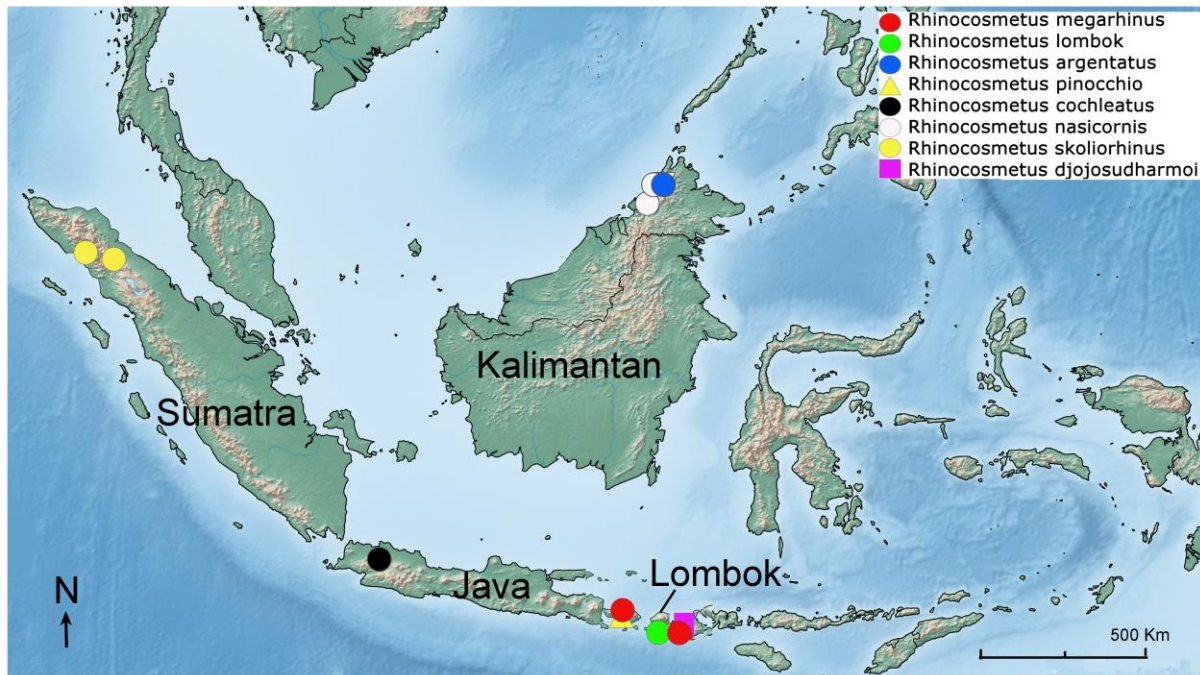 Rhinocosmetus megarhinus
Rhinocosmetus lombok
Rhinocosmetus argentatus
Rhinocosmetus pinocchio
Rhinocosmetus cochleatus
Rhinocosmetus nasicornis
Rhinocosmetus skoliorhinus
Rhinocosmetus djojosudharmoi
Kalimantan
Sumatra
Lombok
Java
N
500 Km